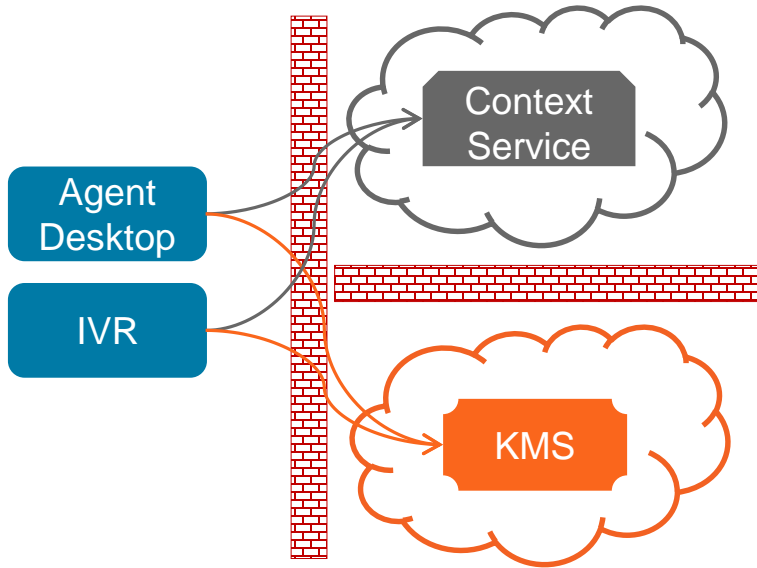 Context
Service
Agent
Desktop
IVR
KMS